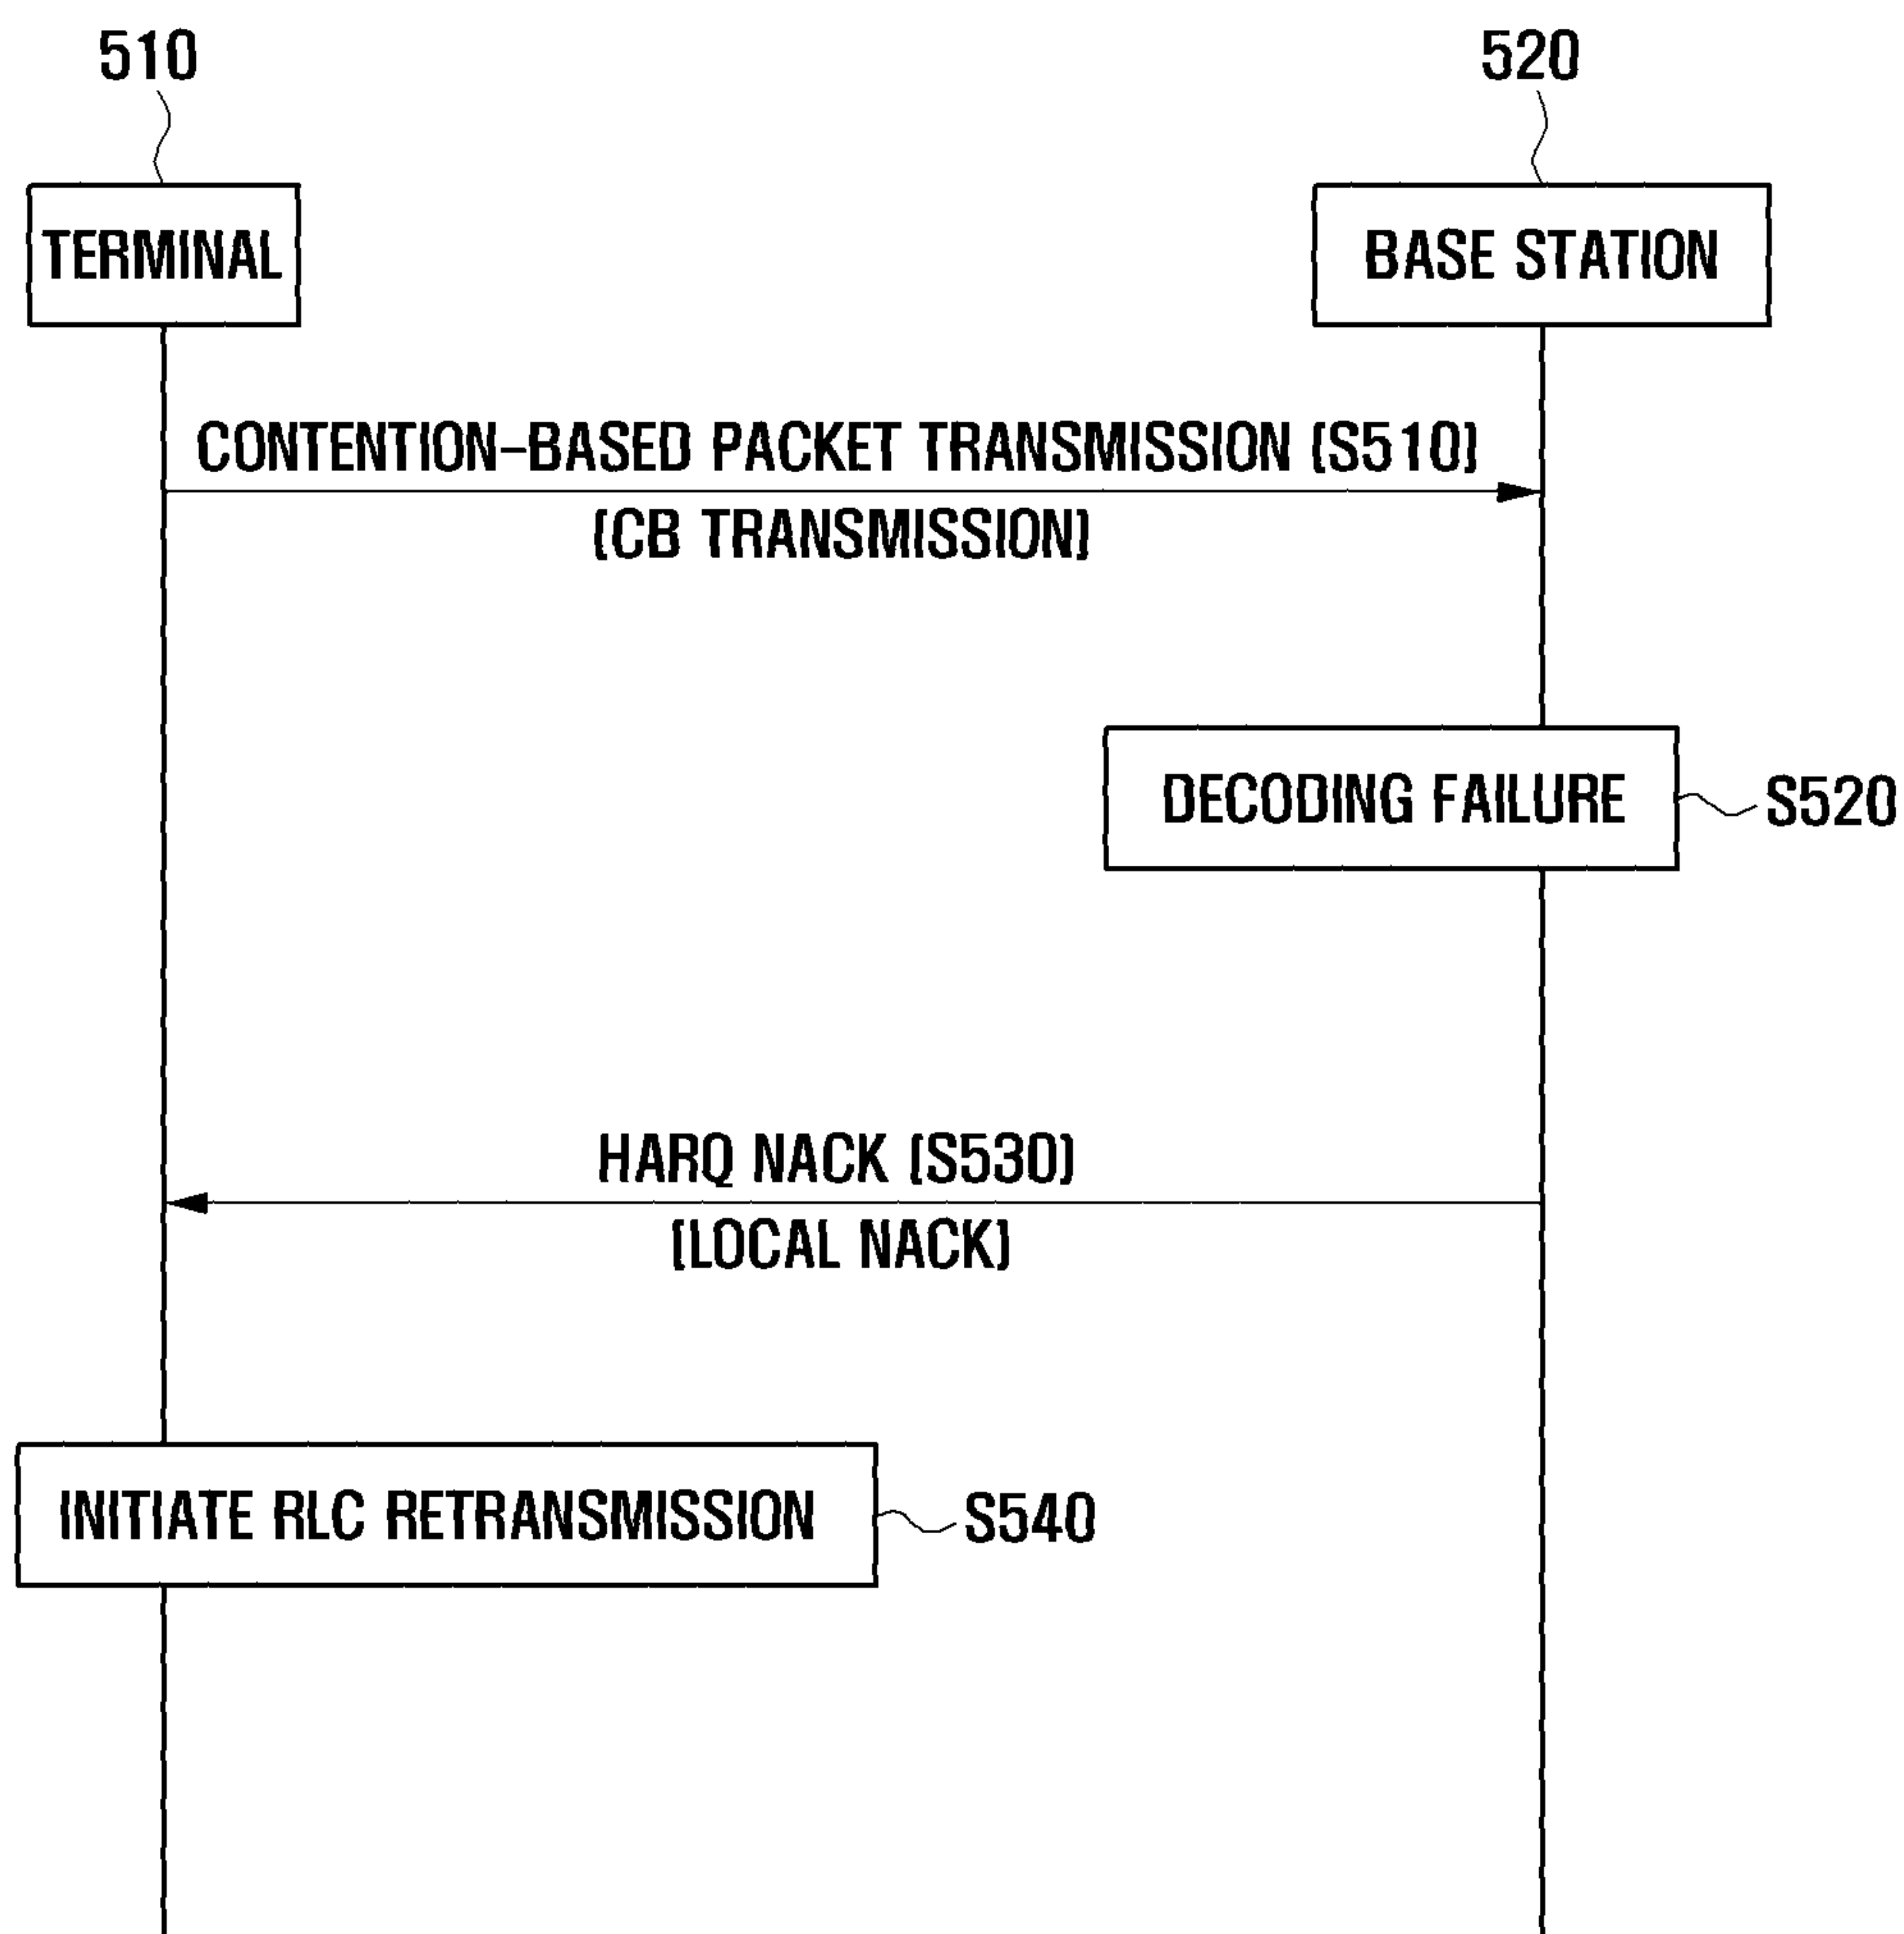 510
520
TERMINAL
BASE STATION
CONTENTION-BASED PACKET TRANSMISSION (S510)
(CB TRANSMISSION)
DECODING FAILURE
S520
HARQ NACK (S530)
(LOCAL NACK)
INITIATE RLC RETRANSMISSION
S540